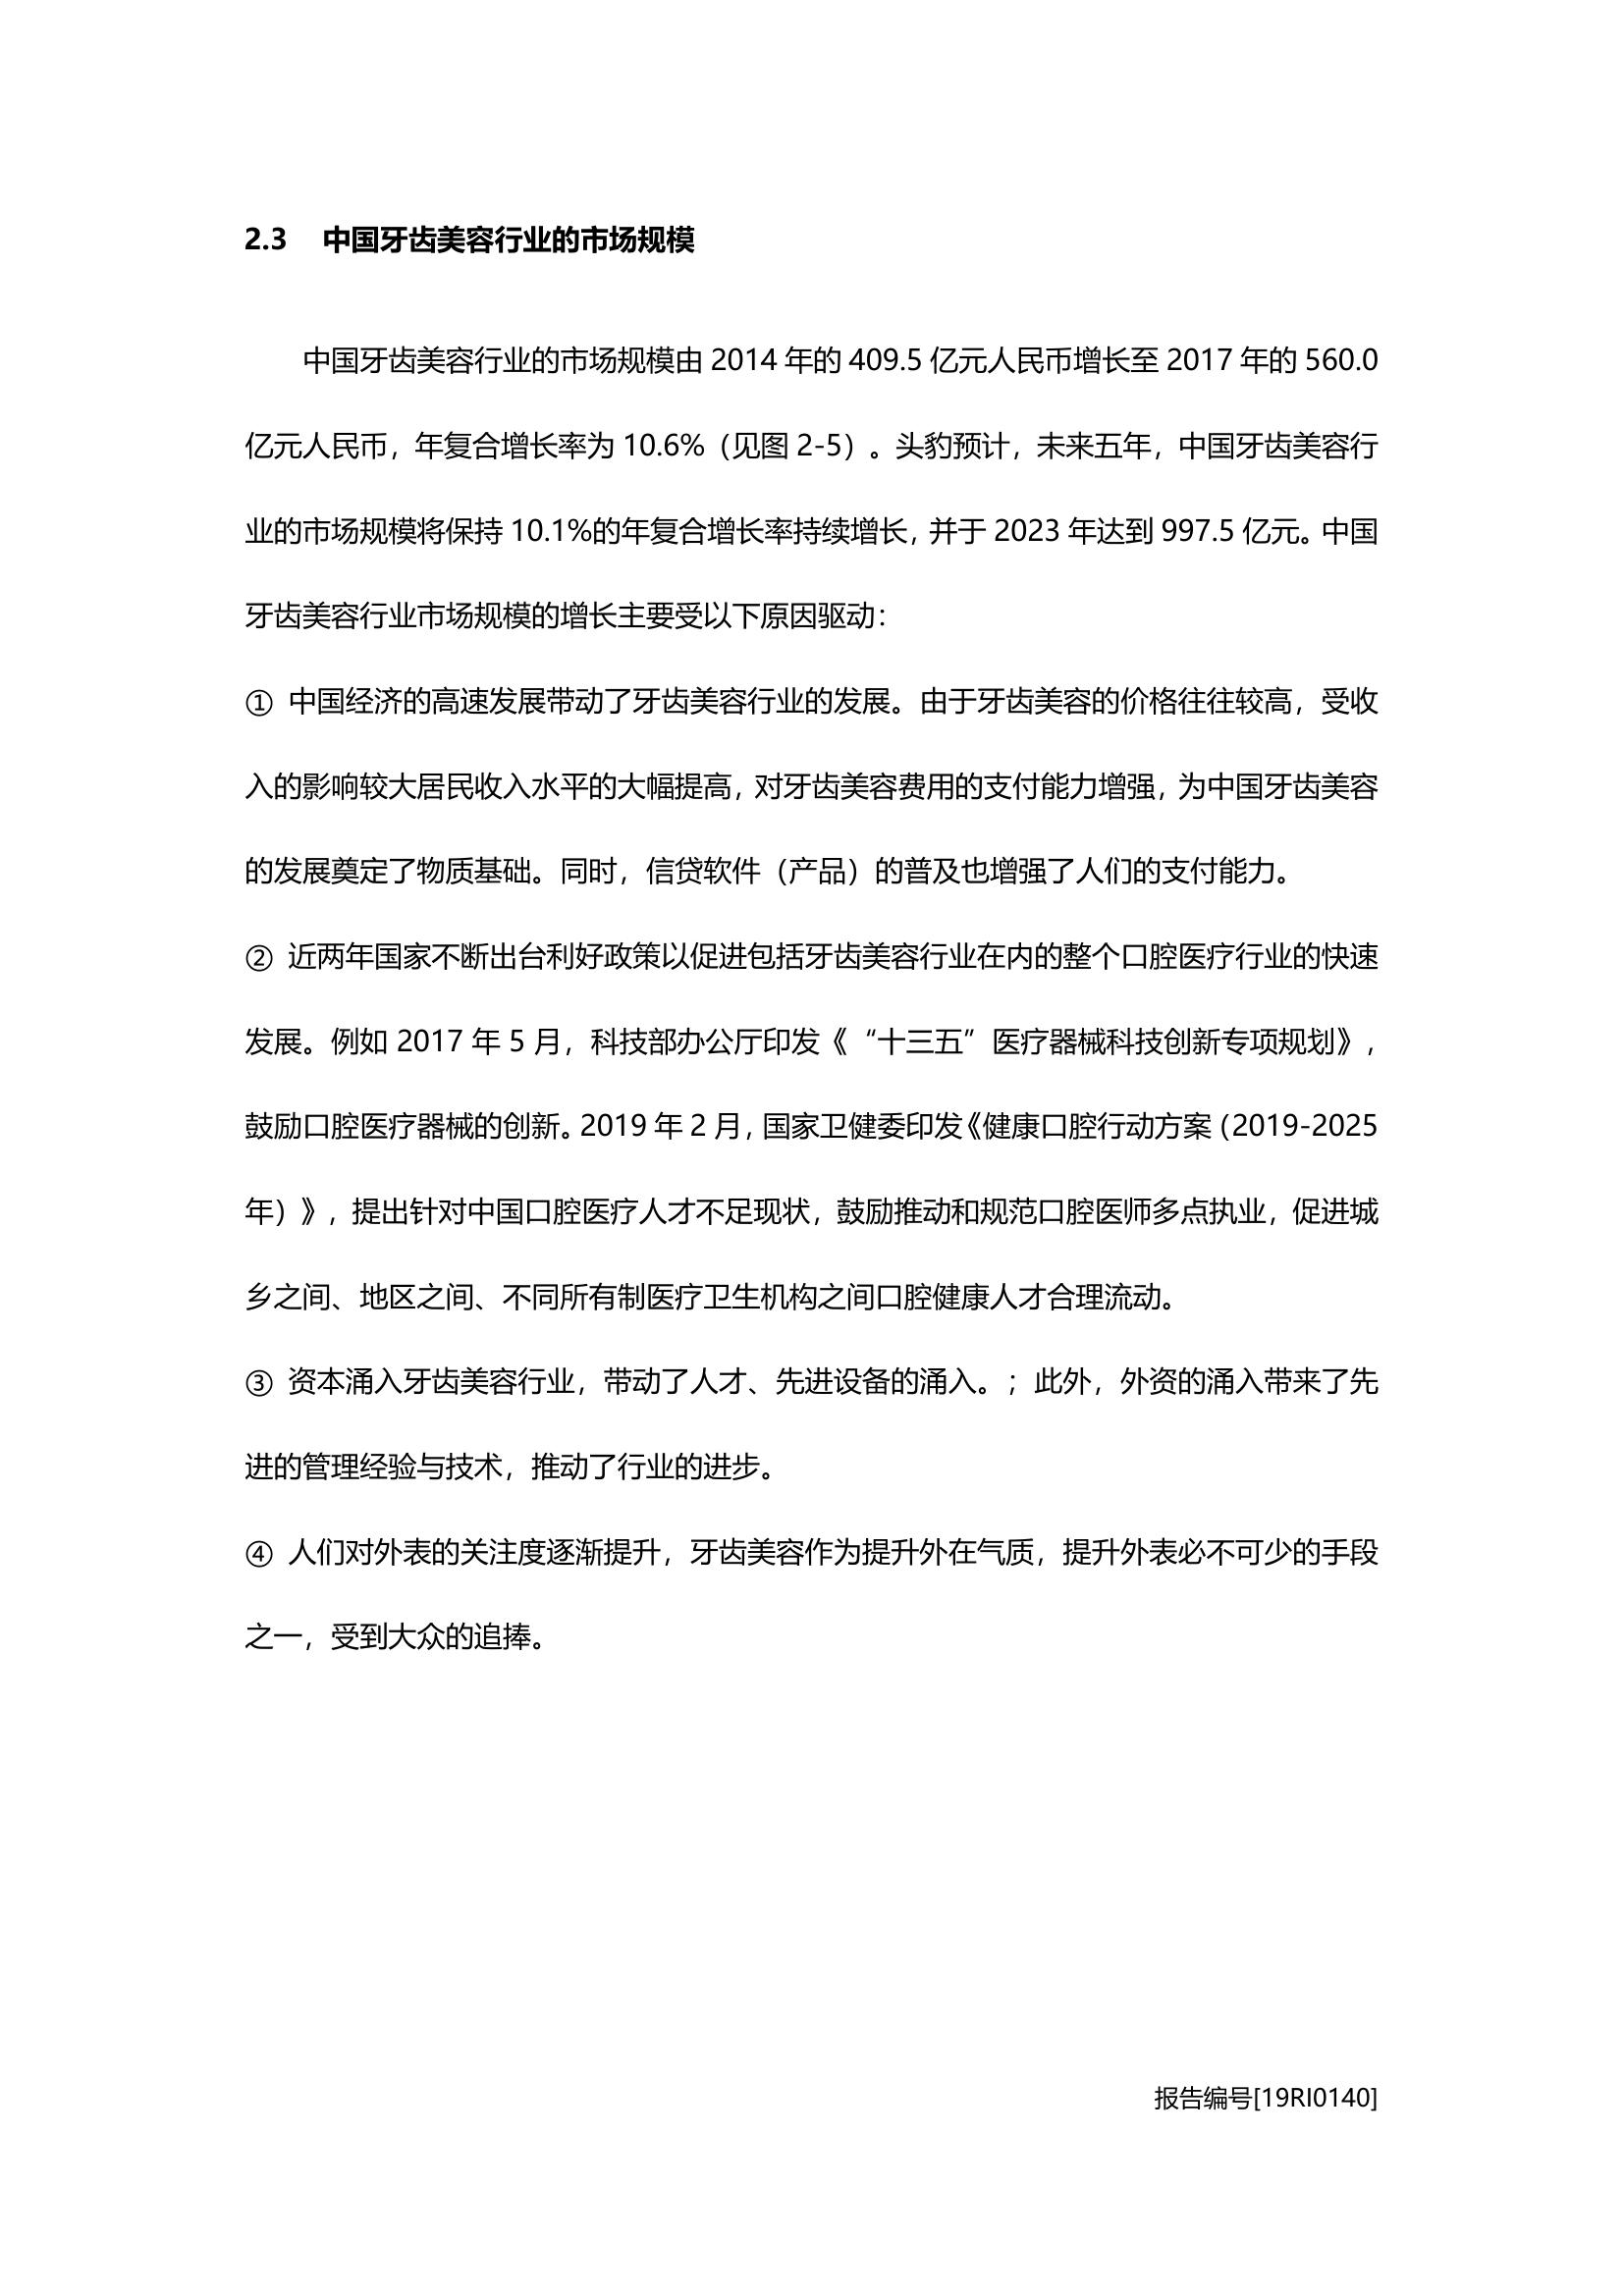 2.3 中国牙齿美容行业的市场规模
中国牙齿美容行业的市场规模由 2014 年的 409.5 亿元人民币增长至 2017 年的 560.0
亿元人民币，年复合增长率为 10.6%（见图 2-5）。头豹预计，未来五年，中国牙齿美容行
业的市场规模将保持 10.1%的年复合增长率持续增长，并于 2023 年达到 997.5 亿元。中国
牙齿美容行业市场规模的增长主要受以下原因驱动：
① 中国经济的高速发展带动了牙齿美容行业的发展。由于牙齿美容的价格往往较高，受收
入的影响较大居民收入水平的大幅提高，对牙齿美容费用的支付能力增强，为中国牙齿美容
的发展奠定了物质基础。同时，信贷软件（产品）的普及也增强了人们的支付能力。
② 近两年国家不断出台利好政策以促进包括牙齿美容行业在内的整个口腔医疗行业的快速
发展。例如 2017 年 5 月，科技部办公厅印发《“十三五”医疗器械科技创新专项规划》，
鼓励口腔医疗器械的创新。2019 年 2 月，国家卫健委印发《健康口腔行动方案（2019-2025
年）》，提出针对中国口腔医疗人才不足现状，鼓励推动和规范口腔医师多点执业，促进城
乡之间、地区之间、不同所有制医疗卫生机构之间口腔健康人才合理流动。
③ 资本涌入牙齿美容行业，带动了人才、先进设备的涌入。；此外，外资的涌入带来了先
进的管理经验与技术，推动了行业的进步。
④ 人们对外表的关注度逐渐提升，牙齿美容作为提升外在气质，提升外表必不可少的手段
之一，受到大众的追捧。
报告编号[19RI0140]